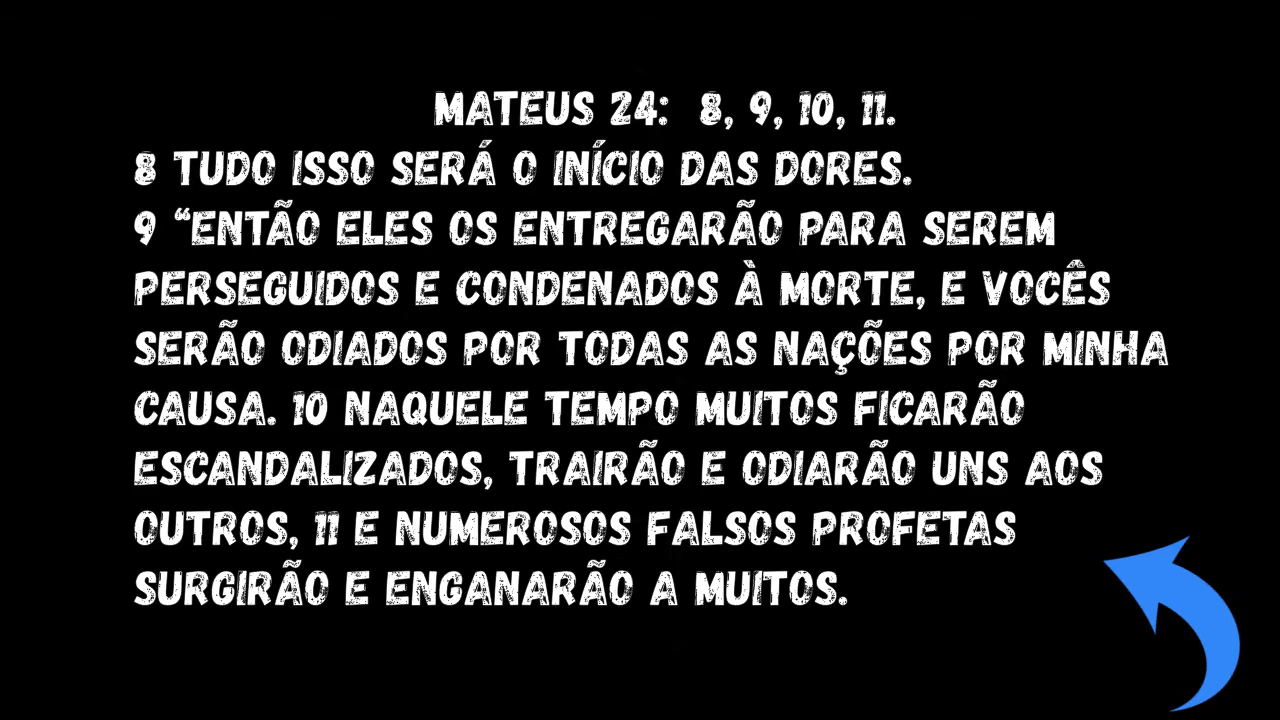 MATEUS 24: 8, 9, 10, 11.
8 TUDO ISSO SERÁ O INÍCIO DAS DORES.
9 “ENTÃO ELES OS ENTREGARÃO PARA SEREM
PERSEGUIDOS E CONDENADOS À MORTE, E VOCÊS
SERÃO ODIADOS POR TODAS AS NAÇÕES POR MINHA
CAUSA. 10 NAQUELE TEMPO MUITOS FICARÃO
ESCANDALIZADOS, TRAIRÃO E ODIARÃO UNS AOS
OUTROS, 11 E NUMEROSOS FALSOS PROFETAS
SURGIRÃO E ENGANARÃO A MUITOS.